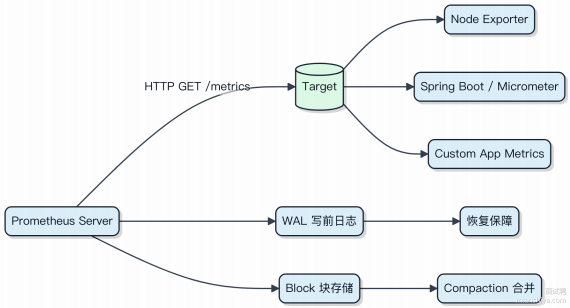 Node Exporter
HTTP GET /metrics
Target
Spring Boot / Micrometer
Custom App Metrics
Prometheus Server
WAL 写前日志
恢复保障
Block 块存储
Compaction 合并